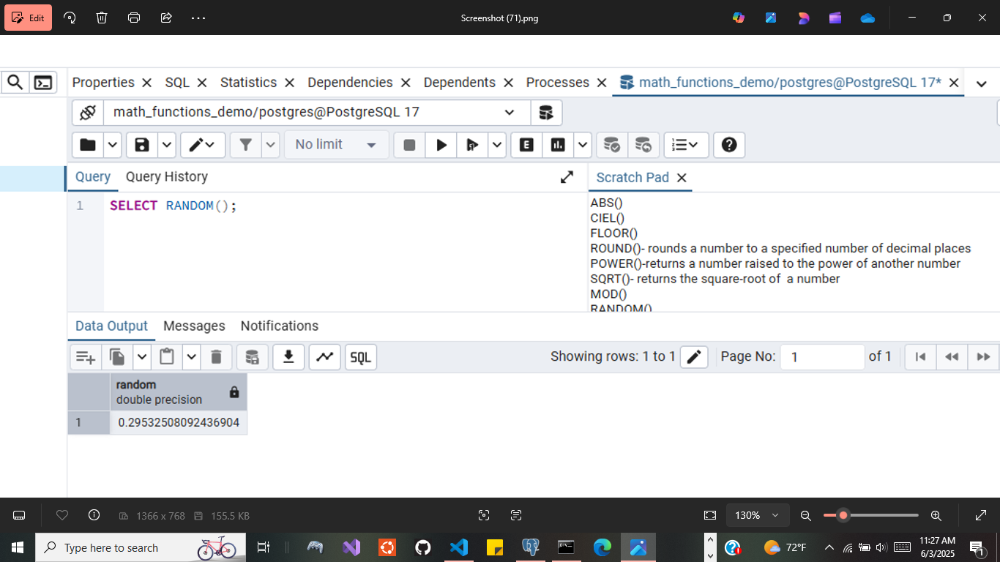 Edit
Screenshot (71).png
Properties SQL Statistics Dependencies Dependents Processes math_functions_demo/postgres@PostgreSQL 17*
math_functions_demo/postgres@PostgreSQL 17
No limit
E
Query Query History
Scratch Pad
1 SELECT RANDOM();
ABS()
CIEL()
FLOOR()
ROUND()- rounds a number to a specified number of decimal places
POWER()-returns a number raised to the power of another number
SQRT()- returns the square-root of a number
MOD()
RANDOM()
Data Output Messages Notifications
SQL Showing rows: 1 to 1 Page No: 1 of 1
random
double precision
1 0.29532508092436904
1366 x 768 155.5 KB 130%
Type here to search
72°F
11:27 AM
6/3/2025
1